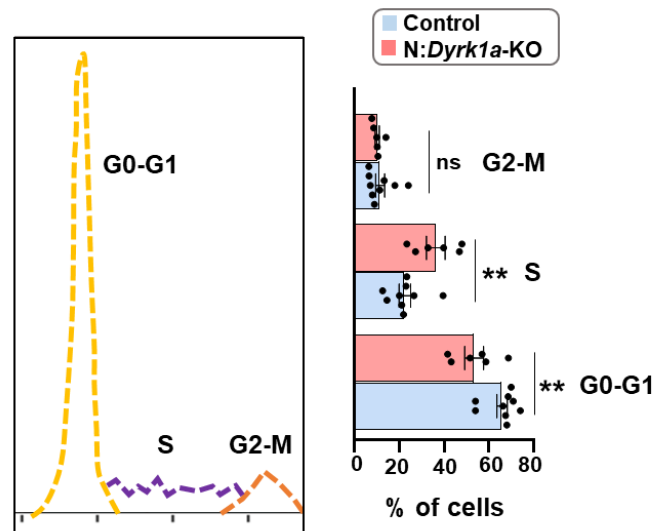 Control
N:Dyrk1a-KO
G0-G1
S
G2-M
ns G2-M
** S
** G0-G1
0 20 40 60 80
% of cells